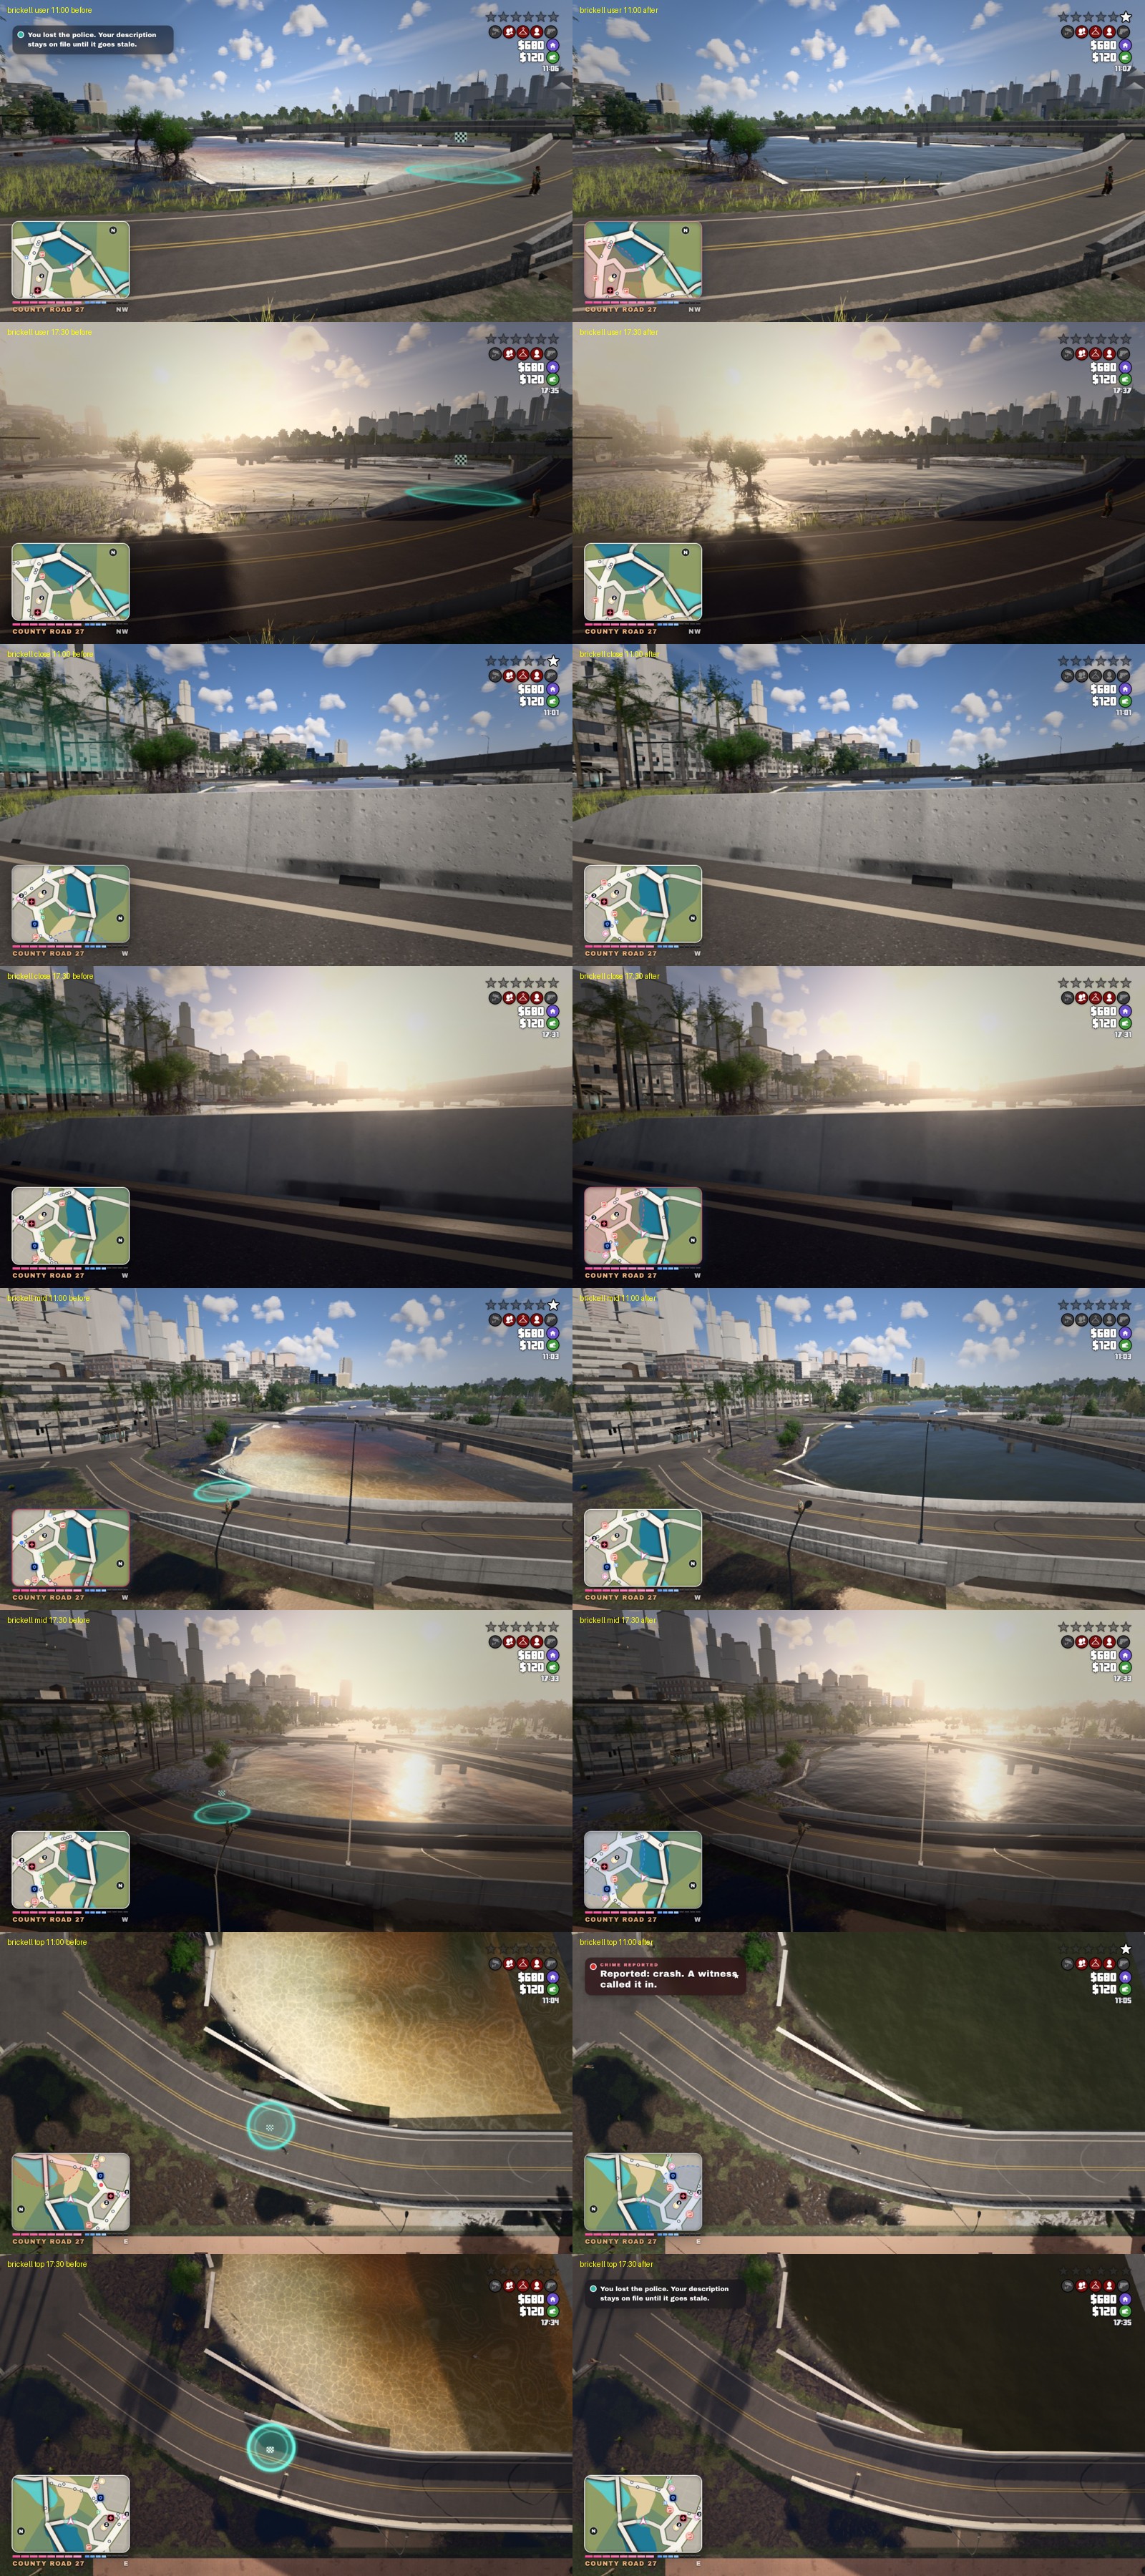 brickell user 11:00 before
You lost the police. Your description
stays on file until it goes stale.
$680
$120
11:06
N
COUNTY ROAD 27 NW
brickell user 11:00 after
$680
$120
11:07
N
COUNTY ROAD 27 NW
brickell user 17:30 before
$680
$120
17:35
N
COUNTY ROAD 27 NW
brickell user 17:30 after
$680
$120
17:37
N
COUNTY ROAD 27 NW
brickell close 11:00 before
$680
$120
11:01
N
COUNTY ROAD 27 W
brickell close 11:00 after
$680
$120
11:01
N
COUNTY ROAD 27 W
brickell close 17:30 before
$680
$120
17:31
N
COUNTY ROAD 27 W
brickell close 17:30 after
$680
$120
17:31
N
COUNTY ROAD 27 W
brickell mid 11:00 before
$680
$120
11:03
N
COUNTY ROAD 27 W
brickell mid 11:00 after
$680
$120
11:03
N
COUNTY ROAD 27 W
brickell mid 17:30 before
$680
$120
17:33
N
COUNTY ROAD 27 W
brickell mid 17:30 after
$680
$120
17:33
N
COUNTY ROAD 27 W
brickell top 11:00 before
$680
$120
11:04
N
COUNTY ROAD 27 E
brickell top 11:00 after
CRIME REPORTED
Reported: crash. A witness
called it in.
$680
$120
11:05
N
COUNTY ROAD 27 E
brickell top 17:30 before
$680
$120
17:34
N
COUNTY ROAD 27 E
brickell top 17:30 after
You lost the police. Your description
stays on file until it goes stale.
$680
$120
17:35
N
COUNTY ROAD 27 E